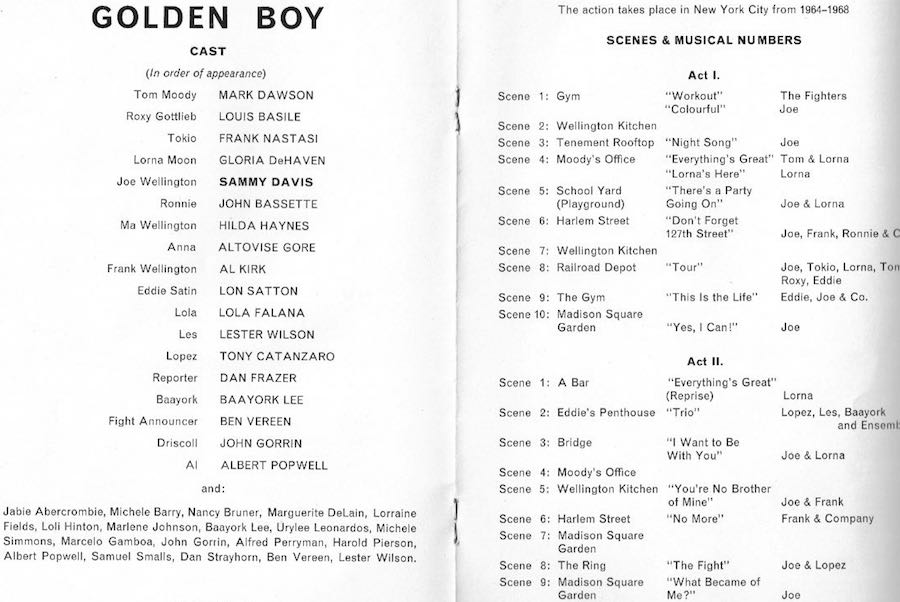 GOLDEN BOY
CAST
(In order of appearance)
Tom Moody MARK DAWSON
Roxy Gottlieb LOUIS BASILE
Tokio FRANK NASTASI
Lorna Moon GLORIA DeHAVEN
Joe Wellington SAMMY DAVIS
Ronnie JOHN BASSETTE
Ma Wellington HILDA HAYNES
Anna ALTOVISE GORE
Frank Wellington AL KIRK
Eddie Satin LON SATTON
Lola LOLA FALANA
Les LESTER WILSON
Lopez TONY CATANZARO
Reporter DAN FRAZER
Baayork BAAYORK LEE
Fight Announcer BEN VEREEN
Driscoll JOHN GORRIN
Al ALBERT POPWELL
and:
Jabie Abercrombie, Michele Barry, Nancy Bruner, Marguerite DeLain, Lorraine
Fields, Loli Hinton, Marlene Johnson, Baayork Lee, Urylee Leonardos, Michele
Simmons, Marcelo Gamboa, John Gorrin, Alfred Perryman, Harold Pierson,
Albert Popwell, Samuel Smalls, Dan Strayhorn, Ben Vereen, Lester Wilson.
The action takes place in New York City from 1964–1968
SCENES & MUSICAL NUMBERS
Act I.
Scene 1: Gym "Workout" The Fighters
"Colourful" Joe
Scene 2: Wellington Kitchen
Scene 3: Tenement Rooftop "Night Song" Joe
Scene 4: Moody's Office "Everything's Great" Tom & Lorna
"Lorna's Here" Lorna
Scene 5: School Yard "There's a Party
(Playground) Going On" Joe & Lorna
Scene 6: Harlem Street "Don't Forget
127th Street" Joe, Frank, Ronnie & C
Scene 7: Wellington Kitchen
Scene 8: Railroad Depot "Tour" Joe, Tokio, Lorna, Tom
Roxy, Eddie
Scene 9: The Gym "This Is the Life" Eddie, Joe & Co.
Scene 10: Madison Square
Garden "Yes, I Can!" Joe
Act II.
Scene 1: A Bar "Everything's Great"
(Reprise) Lorna
Scene 2: Eddie's Penthouse "Trio" Lopez, Les, Baayork
and Ensemb
Scene 3: Bridge "I Want to Be
With You" Joe & Lorna
Scene 4: Moody's Office
Scene 5: Wellington Kitchen "You're No Brother
of Mine" Joe & Frank
Scene 6: Harlem Street "No More" Frank & Company
Scene 7: Madison Square
Garden
Scene 8: The Ring "The Fight" Joe & Lopez
Scene 9: Madison Square "What Became of
Garden Me?" Joe